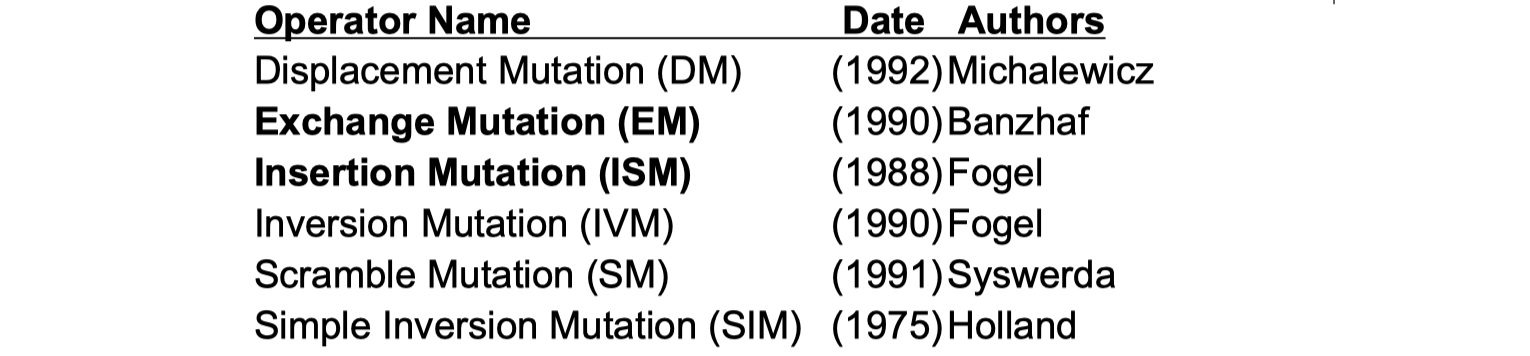 Operator Name Date Authors
Displacement Mutation (DM) (1992) Michalewicz
Exchange Mutation (EM) (1990) Banzhaf
Insertion Mutation (ISM) (1988) Fogel
Inversion Mutation (IVM) (1990) Fogel
Scramble Mutation (SM) (1991) Syswerda
Simple Inversion Mutation (SIM) (1975) Holland